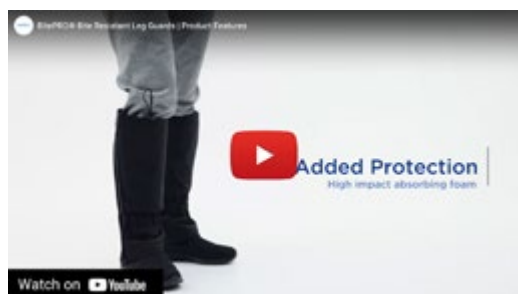 BitePRO® Bite Resistant Leg Guards | Product Features
Added Protection
High impact absorbing foam
Watch on YouTube